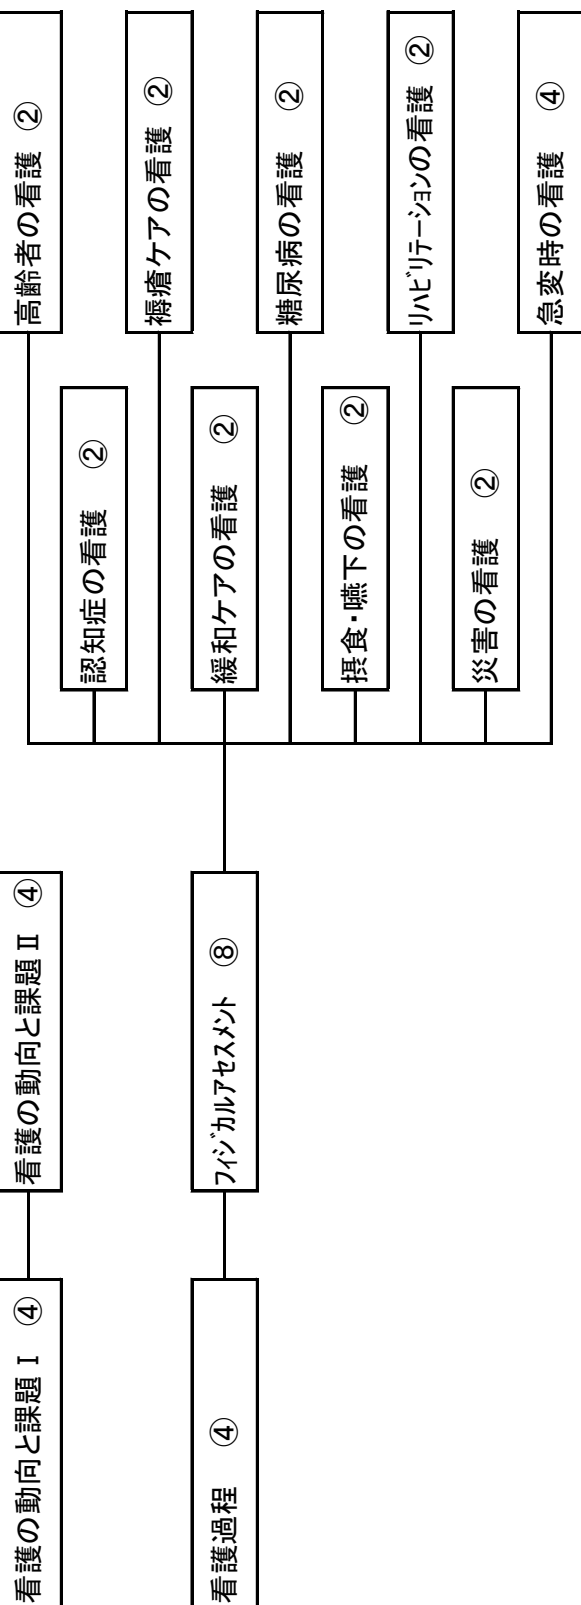 看護の動向と課題Ⅰ ④
看護の動向と課題Ⅱ ④
高齢者の看護 ②
認知症の看護 ②
褥瘡ケアの看護 ②
看護過程 ④
フィジカルアセスメント ⑧
緩和ケアの看護 ②
糖尿病の看護 ②
摂食・嚥下の看護 ②
リハビリテーションの看護 ②
災害の看護 ②
急変時の看護 ④